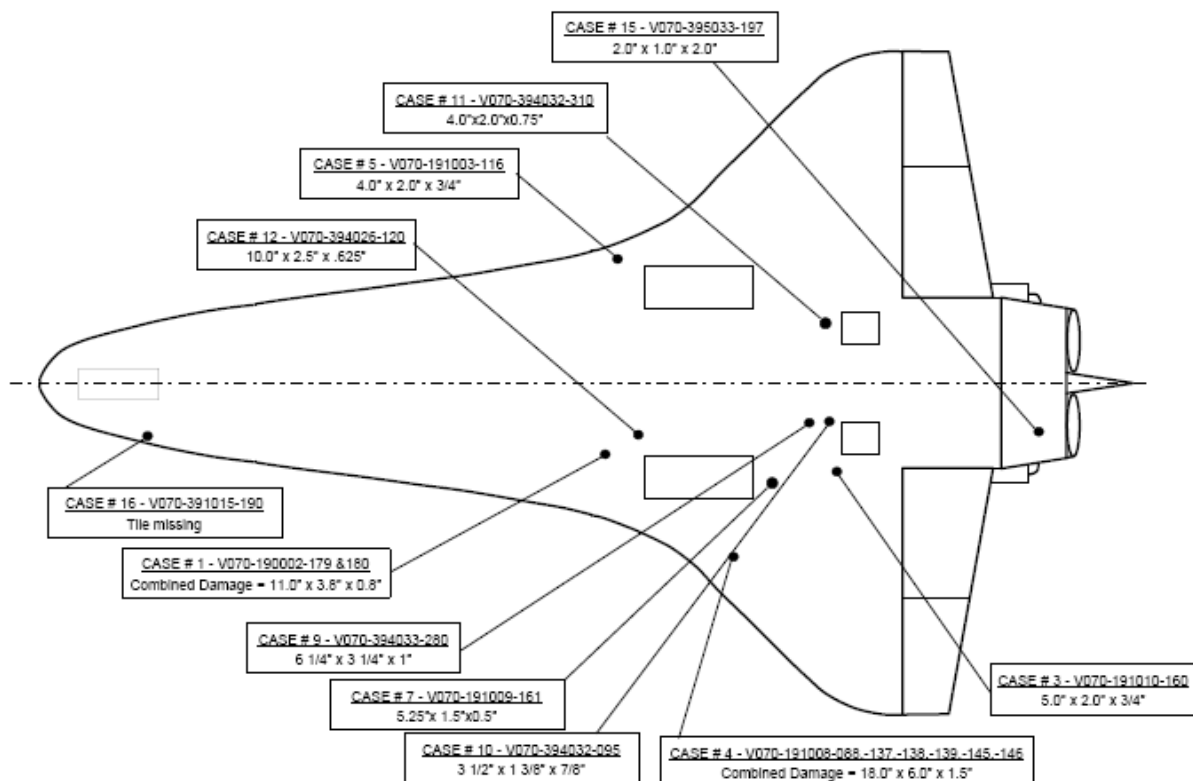 CASE # 15 - V070-395033-197
2.0" x 1.0" x 2.0"
CASE # 11 - V070-394032-310
4.0"x2.0"x0.75"
CASE # 5 - V070-191003-116
4.0" x 2.0" x 3/4"
CASE # 12 - V070-394026-120
10.0" x 2.5" x .625"
CASE # 16 - V070-391015-190
Tile missing
CASE # 1 - V070-190002-179 &180
Combined Damage = 11.0" x 3.8" x 0.8"
CASE # 9 - V070-394033-280
6 1/4" x 3 1/4" x 1"
CASE # 7 - V070-191009-161
5.25"x 1.5"x0.5"
CASE # 10 - V070-394032-095
3 1/2" x 1 3/8" x 7/8"
CASE # 4 - V070-191008-088,-137,-138,-139,-145,-146
Combined Damage = 18.0" x 6.0" x 1.5"
CASE # 3 - V070-191010-160
5.0" x 2.0" x 3/4"